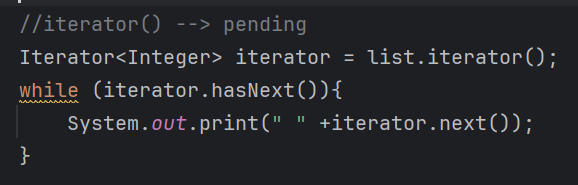 //iterator() --> pending
Iterator<Integer> iterator = list.iterator();
while (iterator.hasNext()){
    System.out.print(" " +iterator.next());
}